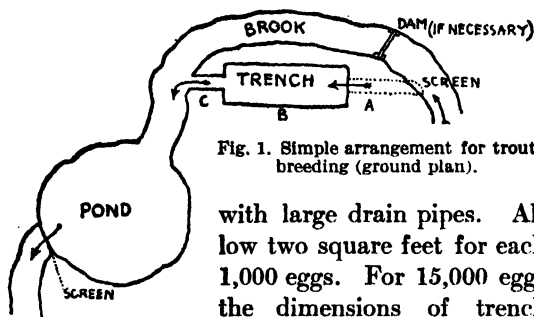 BROOK
DAM (IF NECESSARY)
TRENCH
SCREEN
A
C
B
Fig. 1. Simple arrangement for trout
breeding (ground plan).
POND
SCREEN
with large drain pipes. Al
low two square feet for each
1,000 eggs. For 15,000 egg
the dimensions of trench